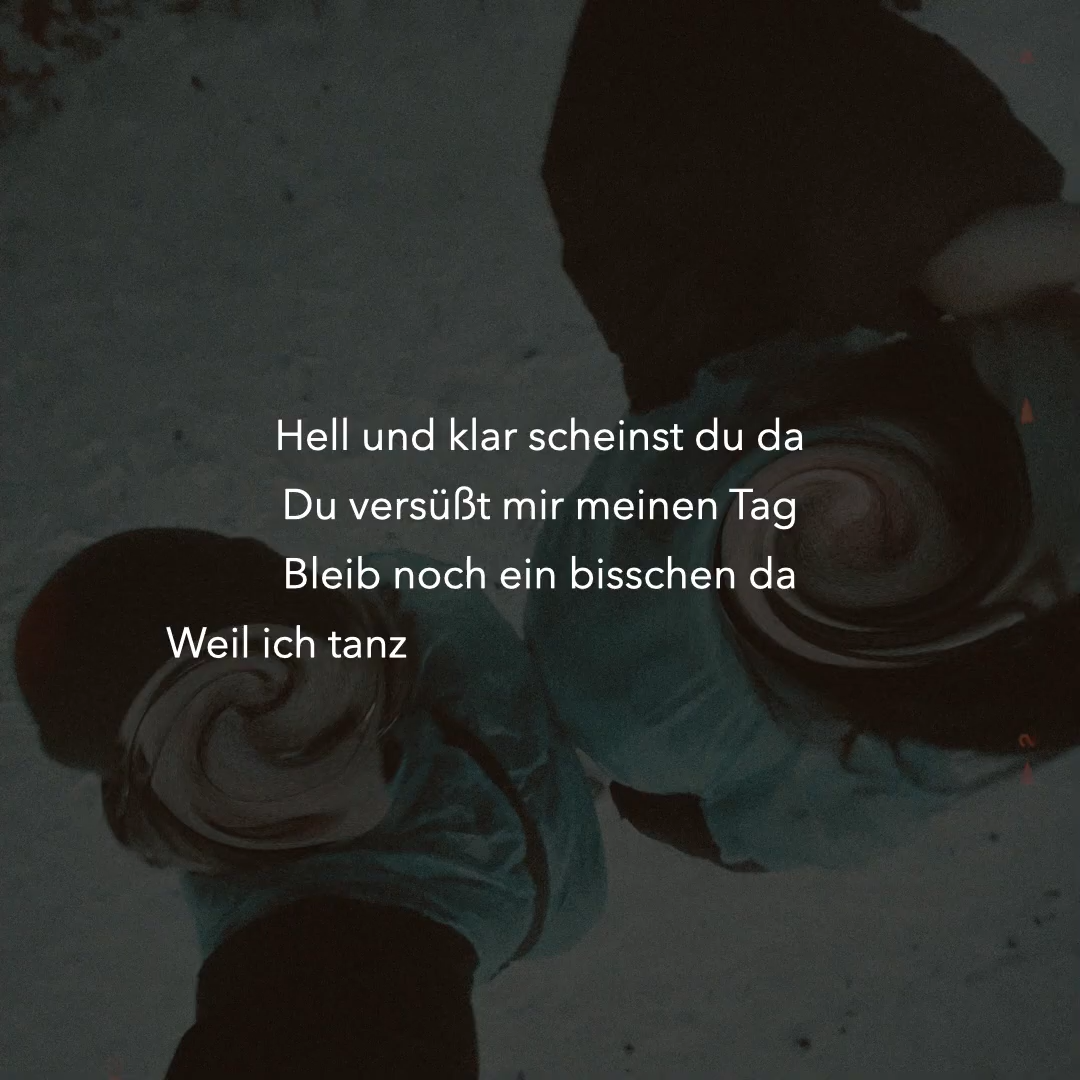 Hell und klar scheinst du da
Du versüßt mir meinen Tag
Bleib noch ein bisschen da
Weil ich tanz